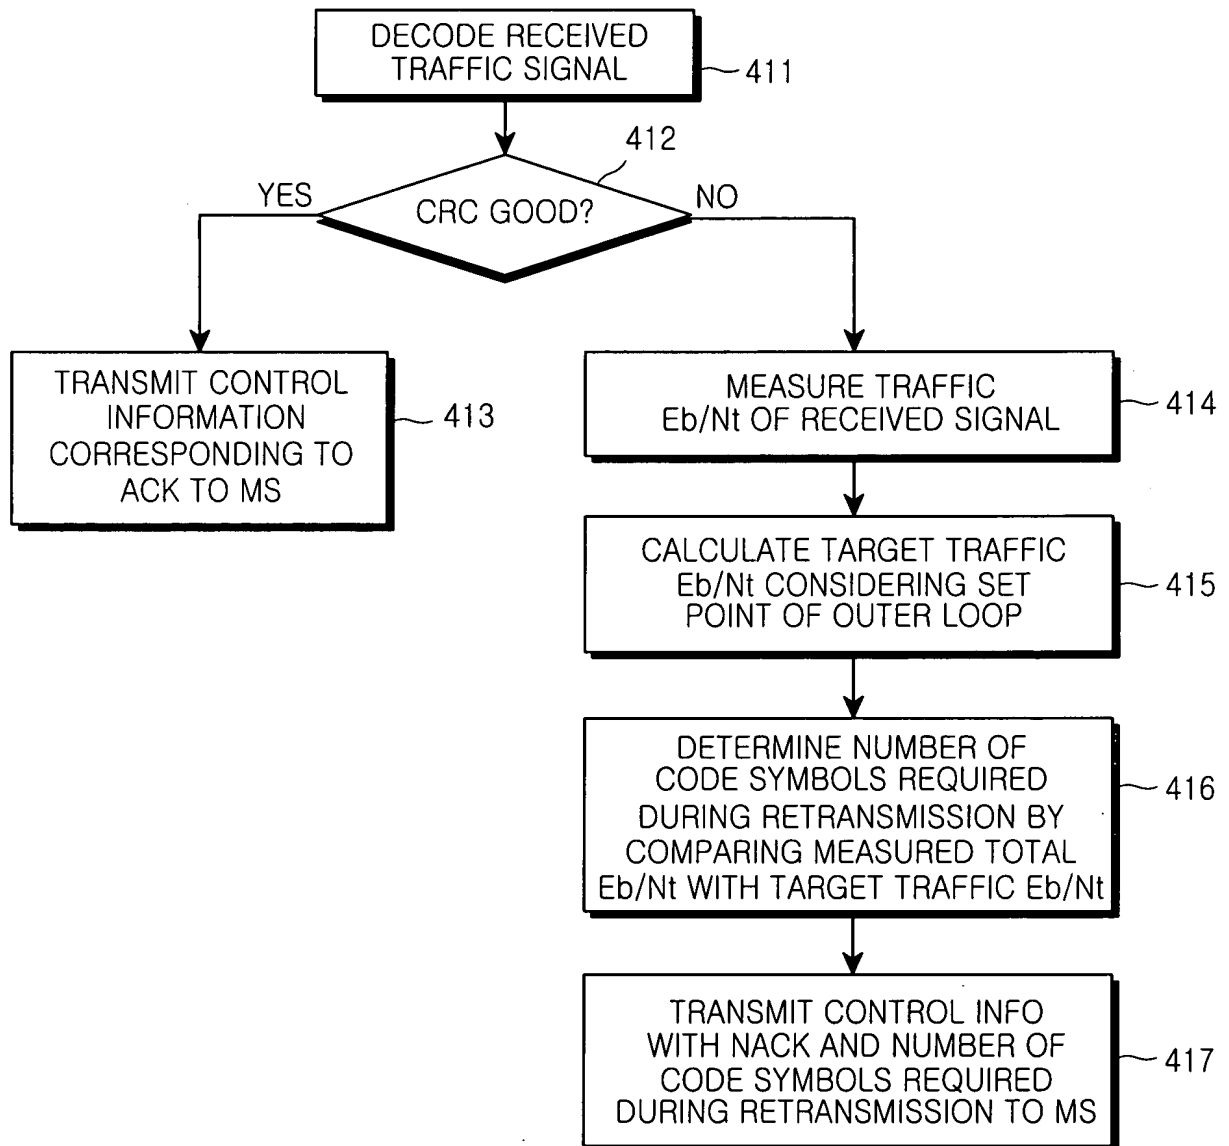 DECODE RECEIVED
TRAFFIC SIGNAL
411
412
YES
CRC GOOD?
NO
TRANSMIT CONTROL
INFORMATION
CORRESPONDING TO
ACK TO MS
413
MEASURE TRAFFIC
Eb/Nt OF RECEIVED SIGNAL
414
CALCULATE TARGET TRAFFIC
Eb/Nt CONSIDERING SET
POINT OF OUTER LOOP
415
DETERMINE NUMBER OF
CODE SYMBOLS REQUIRED
DURING RETRANSMISSION BY
COMPARING MEASURED TOTAL
Eb/Nt WITH TARGET TRAFFIC Eb/Nt
416
TRANSMIT CONTROL INFO
WITH NACK AND NUMBER OF
CODE SYMBOLS REQUIRED
DURING RETRANSMISSION TO MS
417